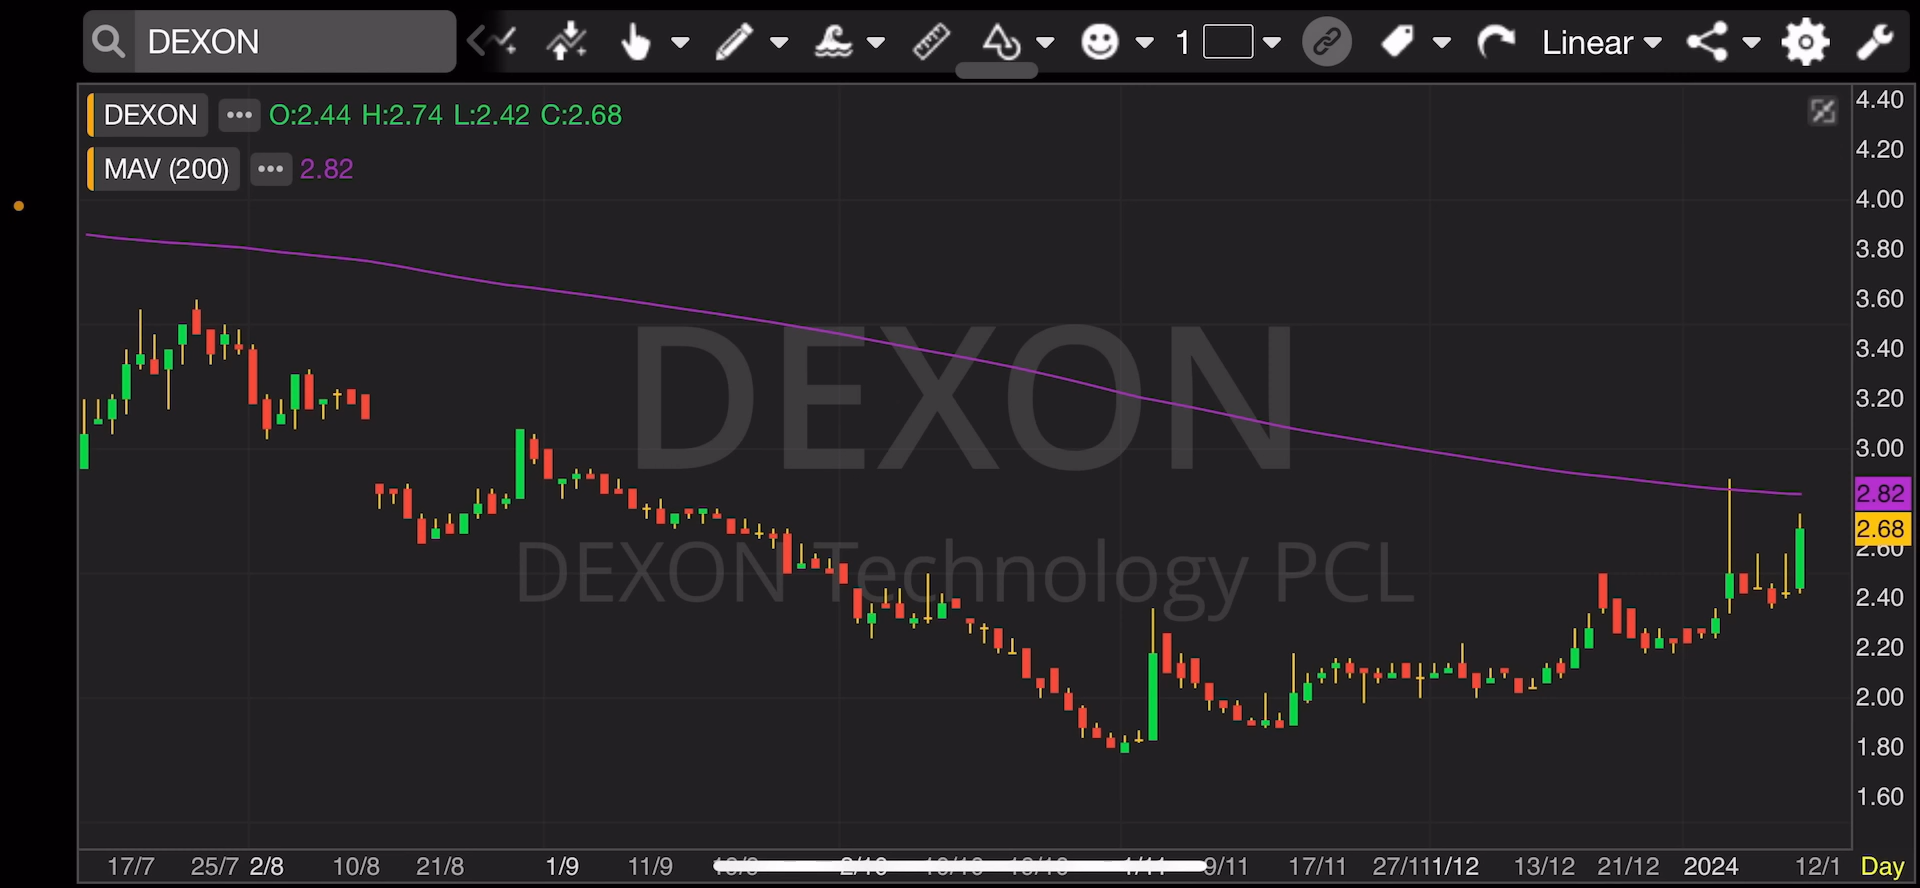 DEXON 1 Linear
DEXON ••• O:2.44 H:2.74 L:2.42 C:2.68
MAV (200) ••• 2.82
DEXON
DEXON Technology PCL
4.40
4.20
4.00
3.80
3.60
3.40
3.20
3.00
2.82
2.68
2.60
2.40
2.20
2.00
1.80
1.60
17/7 25/7 2/8 10/8 21/8 1/9 11/9 9/11 17/11 27/11 1/12 13/12 21/12 2024 12/1 Day